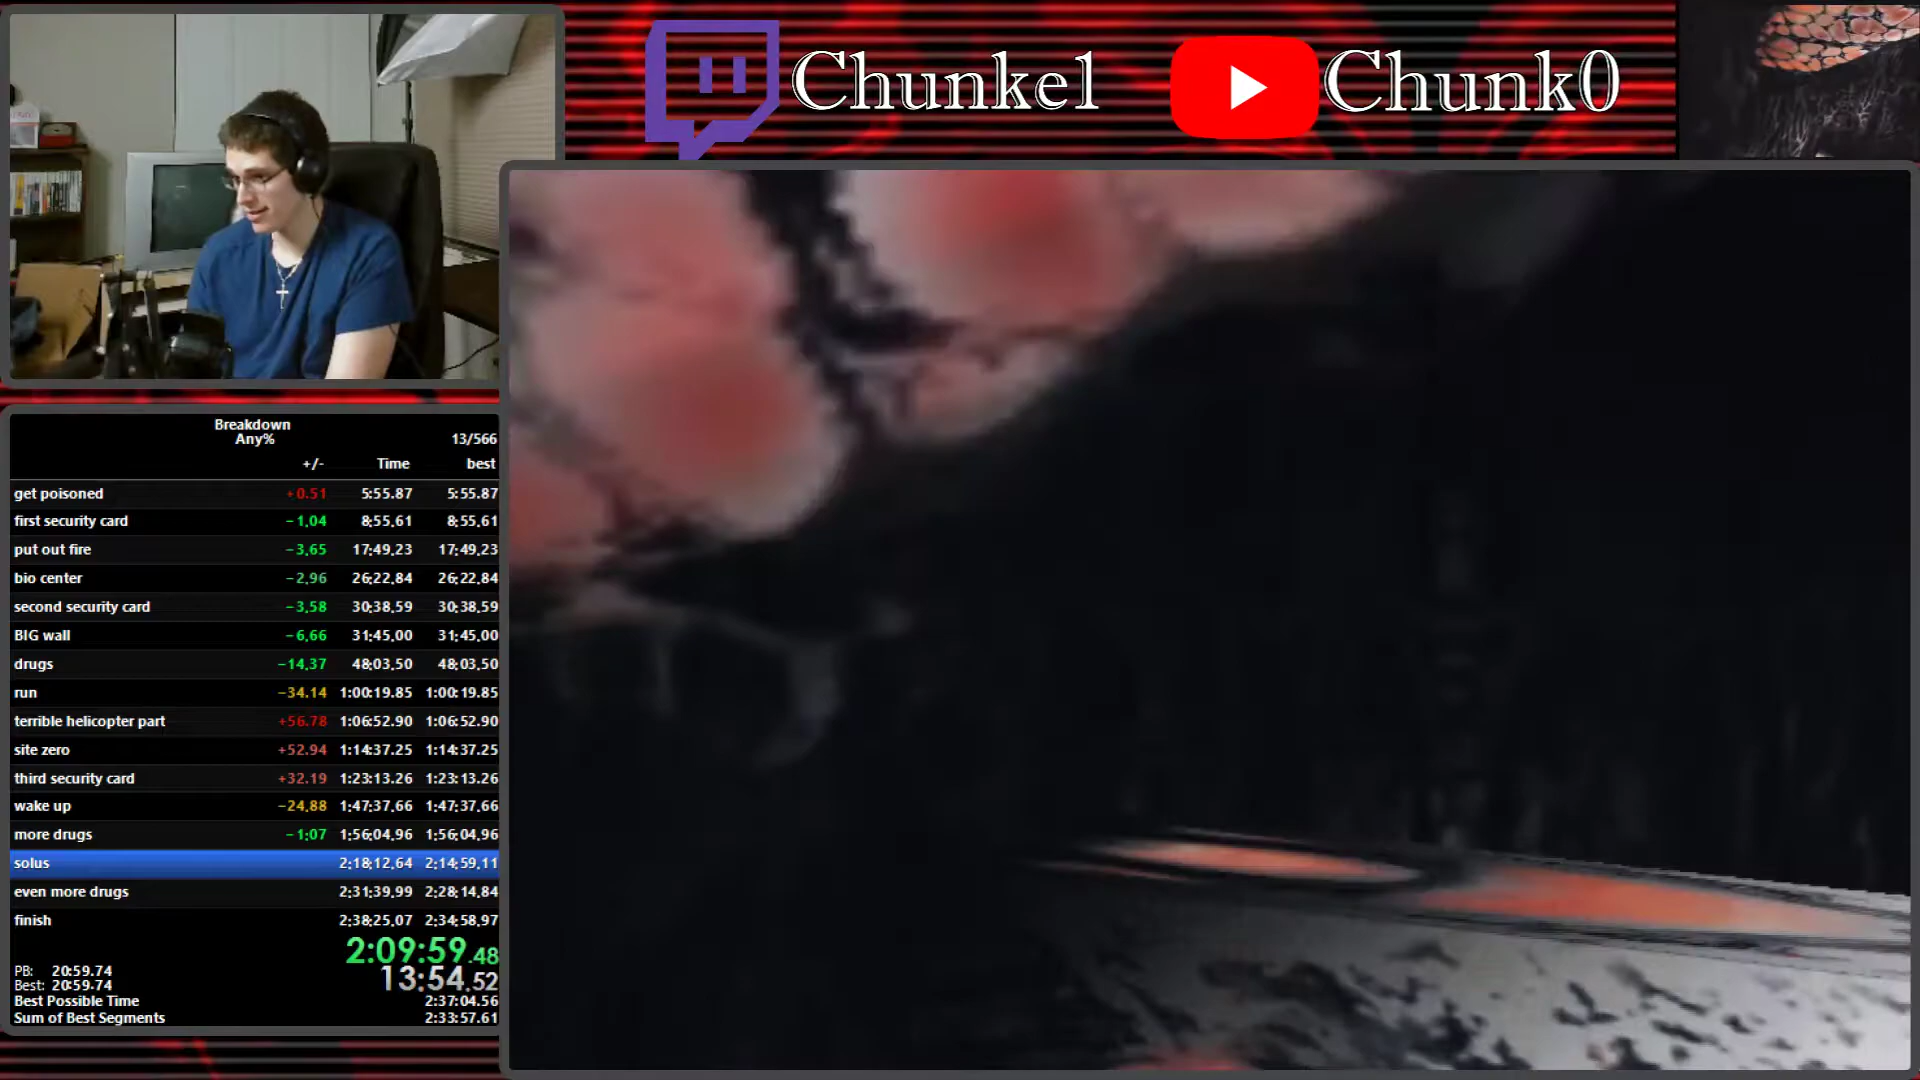 Chunke1
Chunk0
Breakdown
Any% 13/566
+/- Time best
get poisoned +0.51 5:55.87 5:55.87
first security card −1.04 8:55.61 8:55.61
put out fire −3.65 17:49.23 17:49.23
bio center −2.96 26:22.84 26:22.84
second security card −3.58 30:38.59 30:38.59
BIG wall −6.66 31:45.00 31:45.00
drugs −14.37 48:03.50 48:03.50
run −34.14 1:00:19.85 1:00:19.85
terrible helicopter part +56.78 1:06:52.90 1:06:52.90
site zero +52.94 1:14:37.25 1:14:37.25
third security card +32.19 1:23:13.26 1:23:13.26
wake up −24.88 1:47:37.66 1:47:37.66
more drugs −1:07 1:56:04.96 1:56:04.96
solus 2:18:12.64 2:14:59.11
even more drugs 2:31:39.99 2:28:14.84
finish 2:38:25.07 2:34:58.97
2:09:59.48
PB: 20:59.74
13:54.52
Best: 20:59.74
Best Possible Time 2:37:04.56
Sum of Best Segments 2:33:57.61